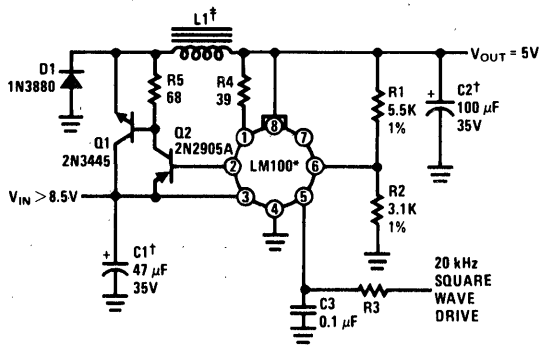 L1‡
D1
1N3880
R5
68
R4
39
VOUT = 5V
R1
5.5K
1%
C2†
+
100 µF
35V
Q1
2N3445
Q2
2N2905A
1
8
7
2
LM100*
6
3
4
5
VIN > 8.5V
R2
3.1K
1%
+
C1†
47 µF
35V
C3
0.1 µF
R3
20 kHz
SQUARE
WAVE
DRIVE